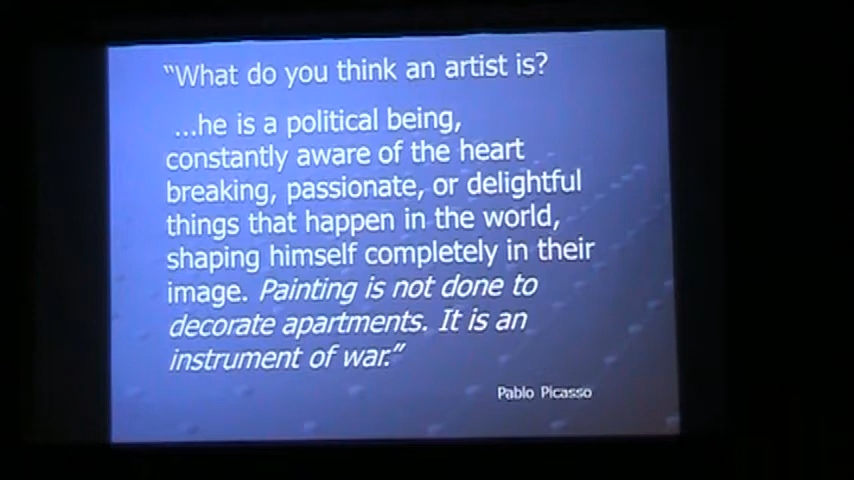 “What do you think an artist is?
...he is a political being,
constantly aware of the heart
breaking, passionate, or delightful
things that happen in the world,
shaping himself completely in their
image. Painting is not done to
decorate apartments. It is an
instrument of war.”
Pablo Picasso